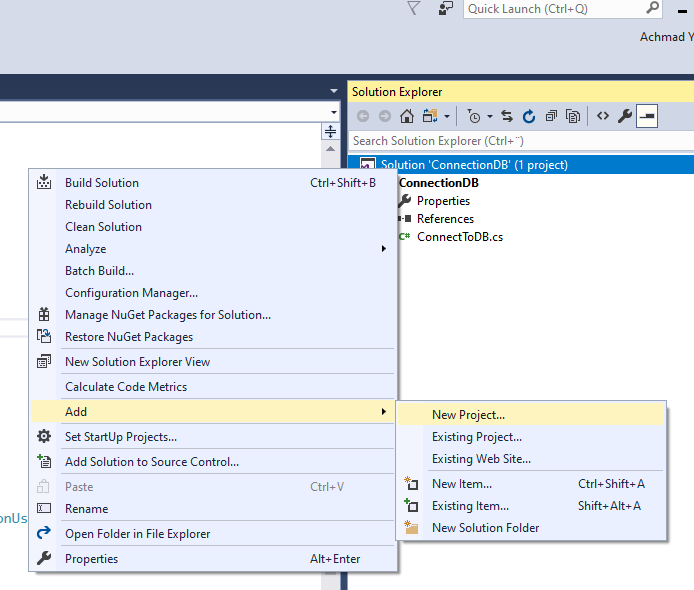 Quick Launch (Ctrl+Q)
Achmad Y
Solution Explorer
Search Solution Explorer (Ctrl+¨)
Solution 'ConnectionDB' (1 project)
ConnectionDB
Properties
References
C# ConnectToDB.cs
Build Solution Ctrl+Shift+B
Rebuild Solution
Clean Solution
Analyze
Batch Build...
Configuration Manager...
Manage NuGet Packages for Solution...
Restore NuGet Packages
New Solution Explorer View
Calculate Code Metrics
Add
Set StartUp Projects...
Add Solution to Source Control...
Paste Ctrl+V
Rename
Open Folder in File Explorer
Properties Alt+Enter
New Project...
Existing Project...
Existing Web Site...
New Item... Ctrl+Shift+A
Existing Item... Shift+Alt+A
New Solution Folder
onUs